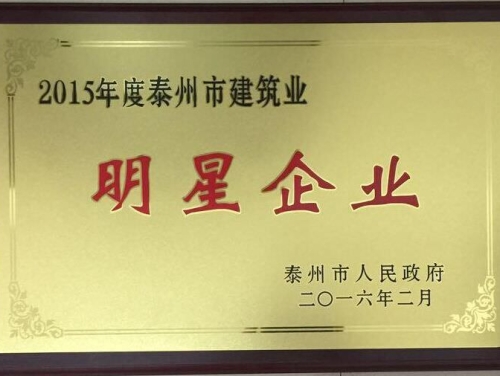 2015年度泰州市建筑业
明星企业
泰州市人民政府
二〇一六年二月